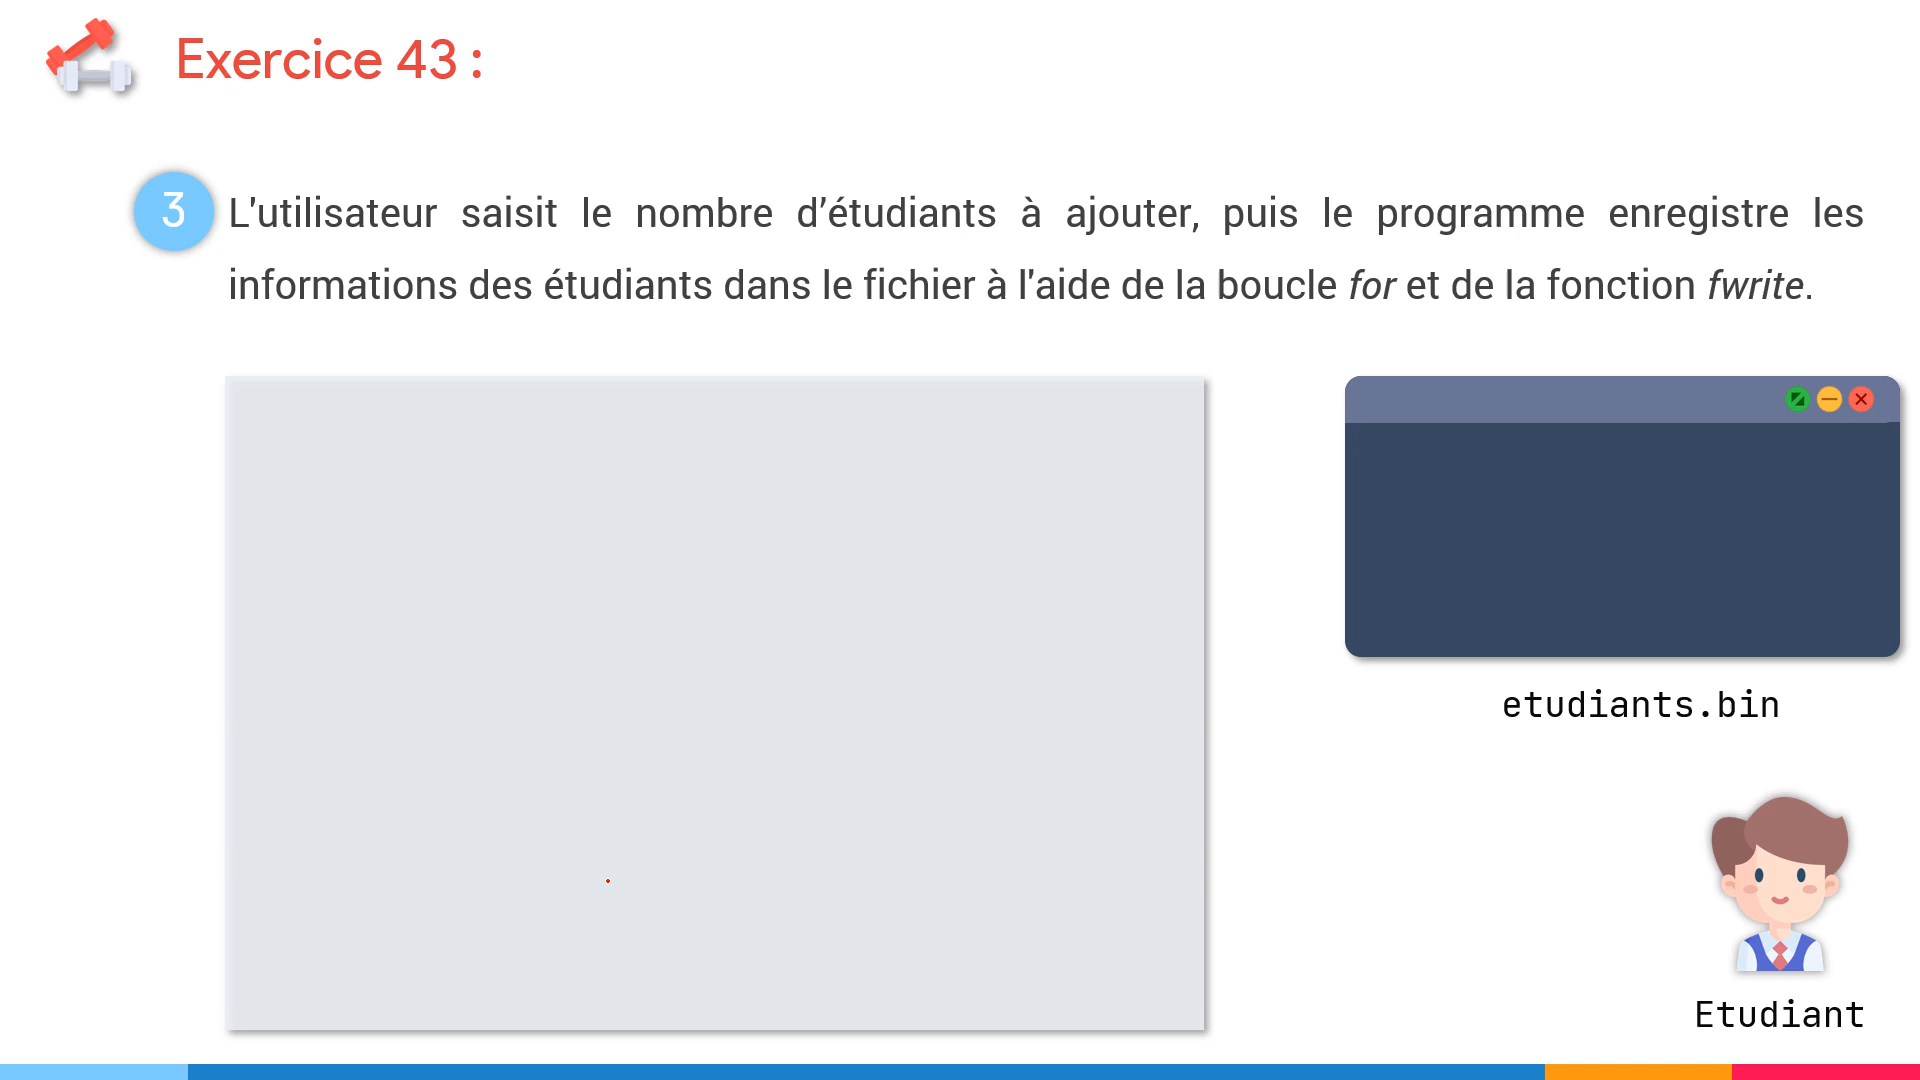 Exercice 43 :
3
L'utilisateur saisit le nombre d’étudiants à ajouter, puis le programme enregistre les
informations des étudiants dans le fichier à l'aide de la boucle for et de la fonction fwrite.
etudiants.bin
Etudiant